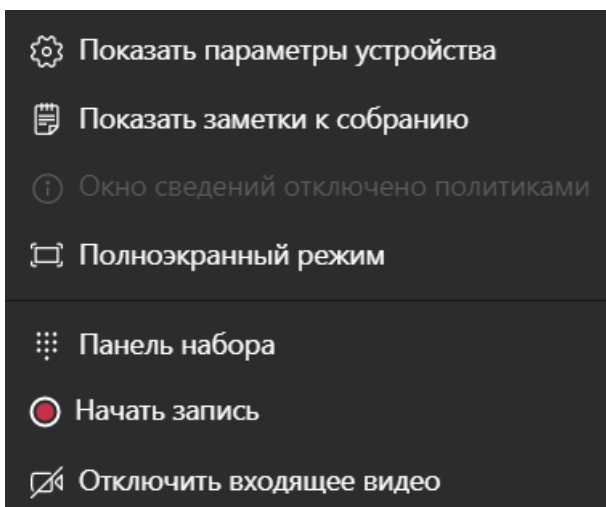 Показать параметры устройства
Показать заметки к собранию
Окно сведений отключено политиками
Полноэкранный режим
Панель набора
Начать запись
Отключить входящее видео